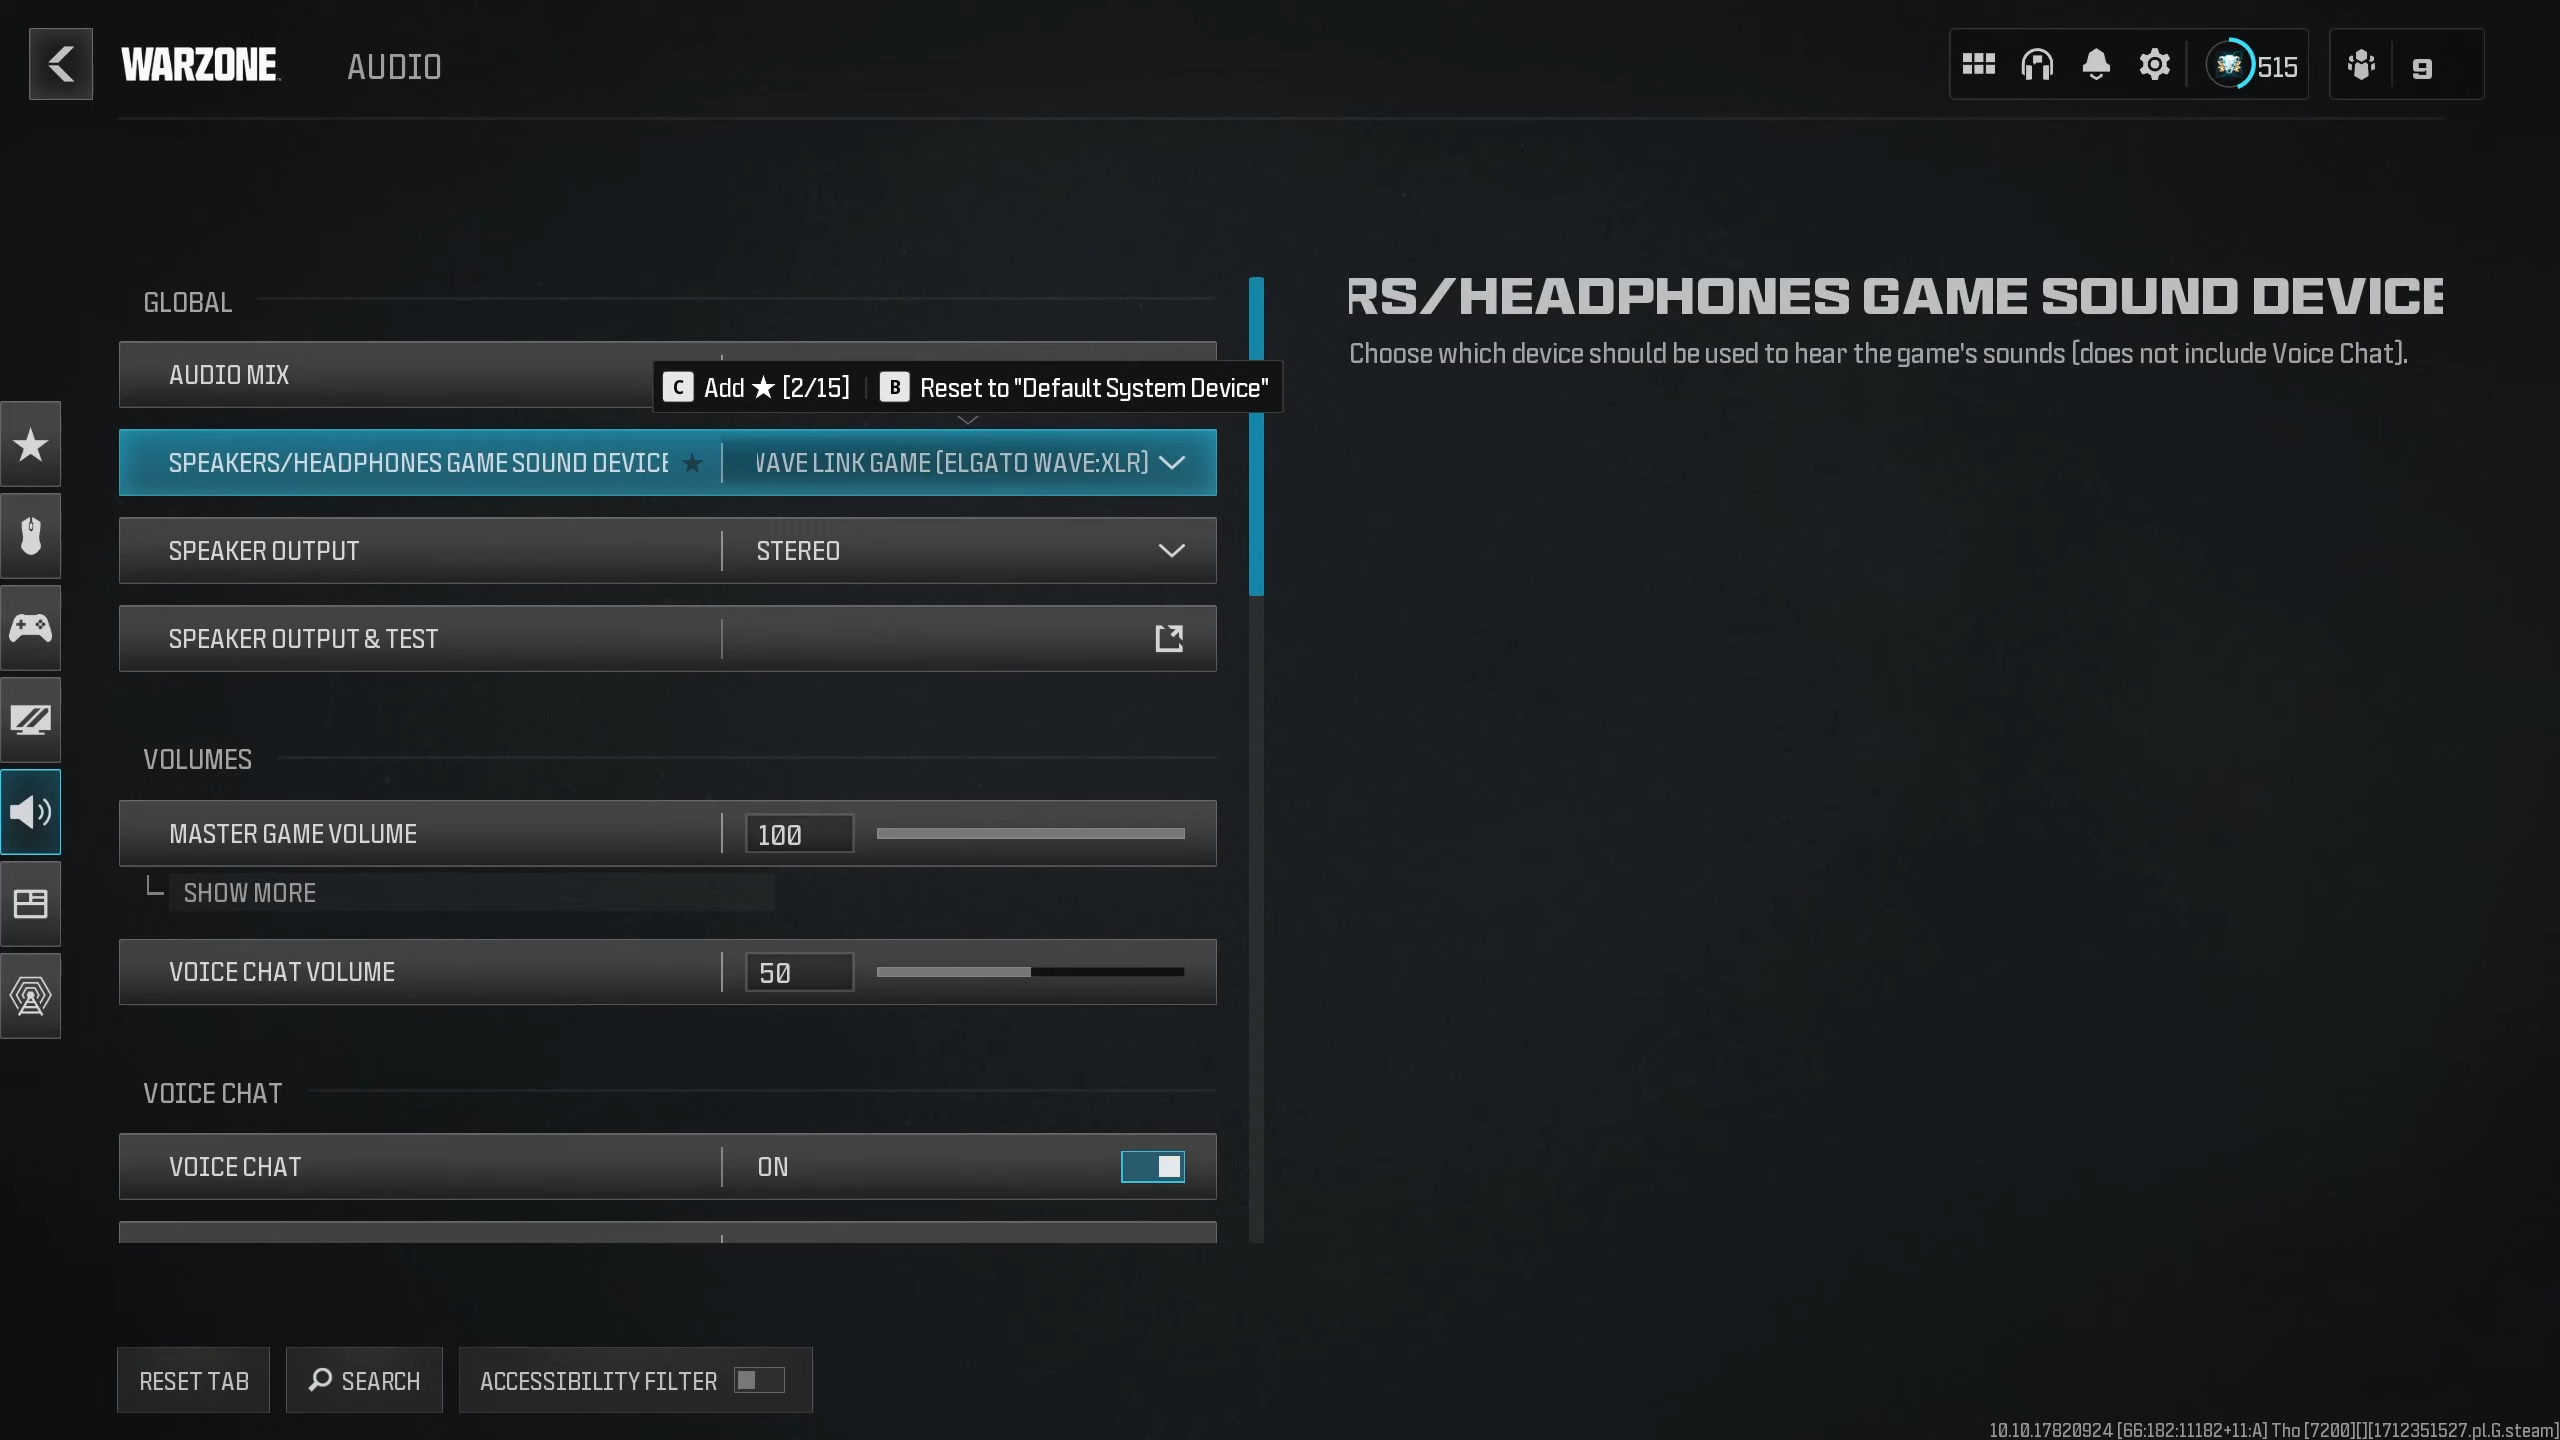 WARZONE
AUDIO
515
9
GLOBAL
AUDIO MIX
C Add ★ [2/15] B Reset to "Default System Device"
SPEAKERS/HEADPHONES GAME SOUND DEVICE ★ WAVE LINK GAME [ELGATO WAVE:XLR]
SPEAKER OUTPUT STEREO
SPEAKER OUTPUT & TEST
VOLUMES
MASTER GAME VOLUME 100
SHOW MORE
VOICE CHAT VOLUME 50
VOICE CHAT
VOICE CHAT ON
RS/HEADPHONES GAME SOUND DEVICE
Choose which device should be used to hear the game's sounds (does not include Voice Chat).
RESET TAB SEARCH ACCESSIBILITY FILTER
10.10.17820924 [66:182:11182+11:A] Tho [7200][][1712351527.pl.G.steam]